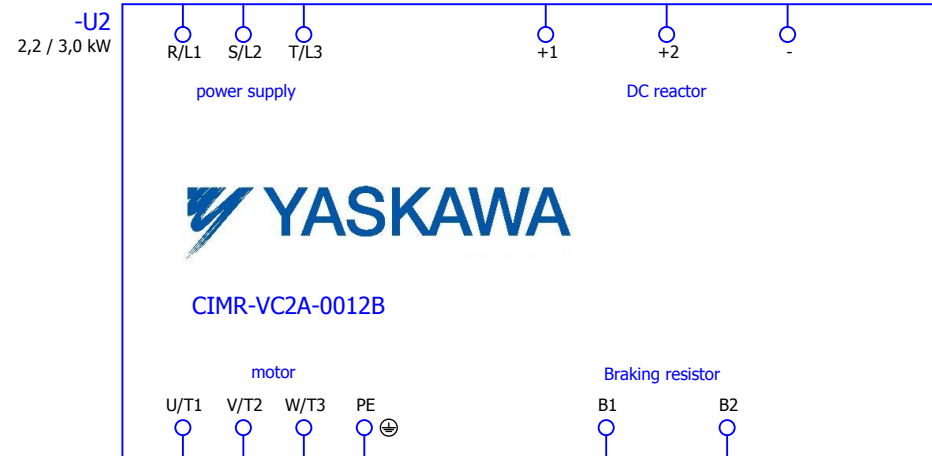 -U2
2,2 / 3,0 kW
R/L1 S/L2 T/L3 +1 +2 -
power supply DC reactor
YASKAWA
CIMR-VC2A-0012B
motor Braking resistor
U/T1 V/T2 W/T3 PE B1 B2